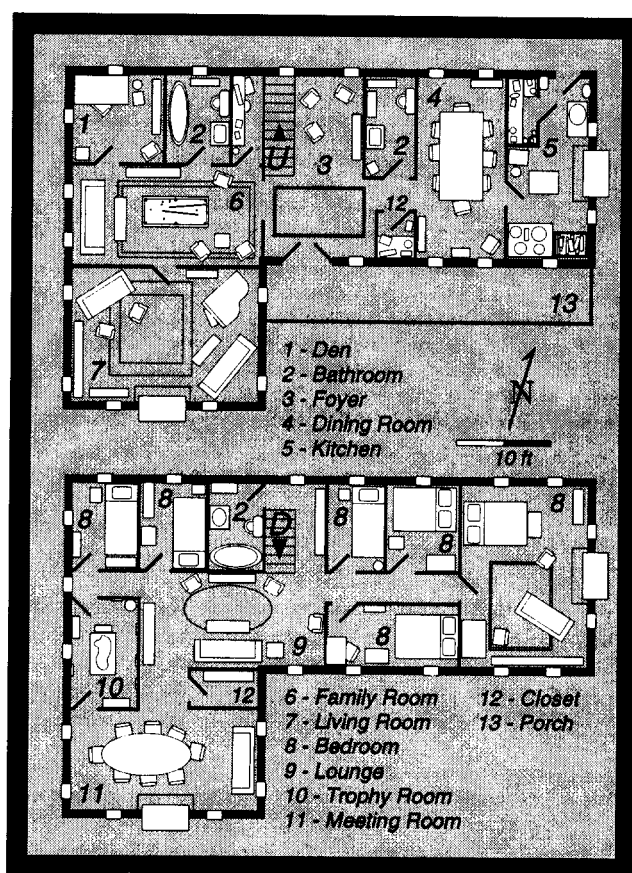 1
2
U
3
2
4
5
6
12
7
13
1 - Den
2 - Bathroom
3 - Foyer
4 - Dining Room
5 - Kitchen
N
10 ft
8
8
2
D
8
8
8
9
8
10
12
11
6 - Family Room
7 - Living Room
8 - Bedroom
9 - Lounge
10 - Trophy Room
11 - Meeting Room
12 - Closet
13 - Porch